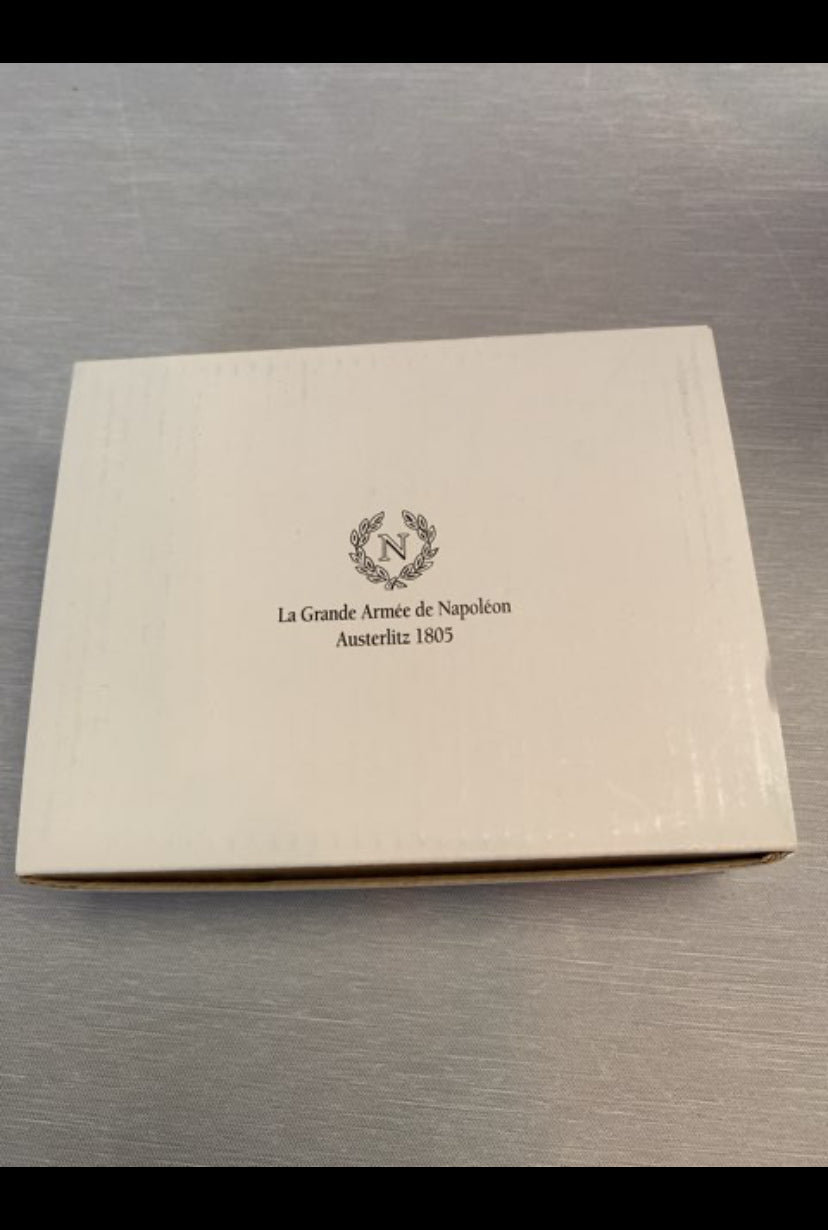 N
La Grande Armée de Napoléon
Austerlitz 1805